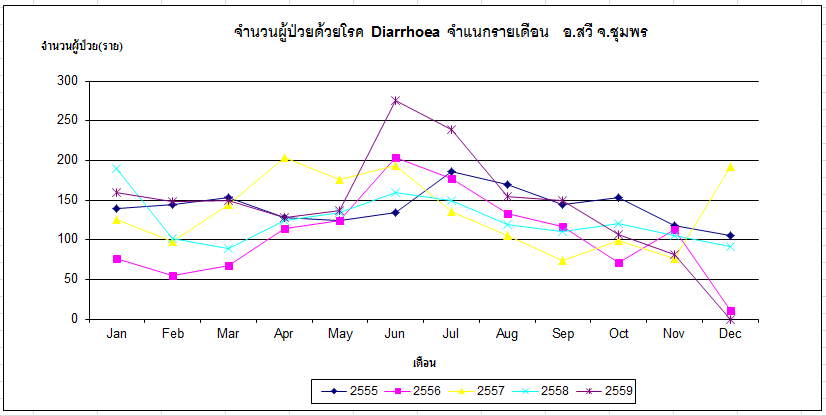 จำนวนผู้ป่วยด้วยโรค Diarrhoea จำแนกรายเดือน อ.สวี จ.ชุมพร
จำนวนผู้ป่วย(ราย)
300
250
200
150
100
50
0
Jan Feb Mar Apr May Jun Jul Aug Sep Oct Nov Dec
เดือน
2555 2556 2557 2558 2559